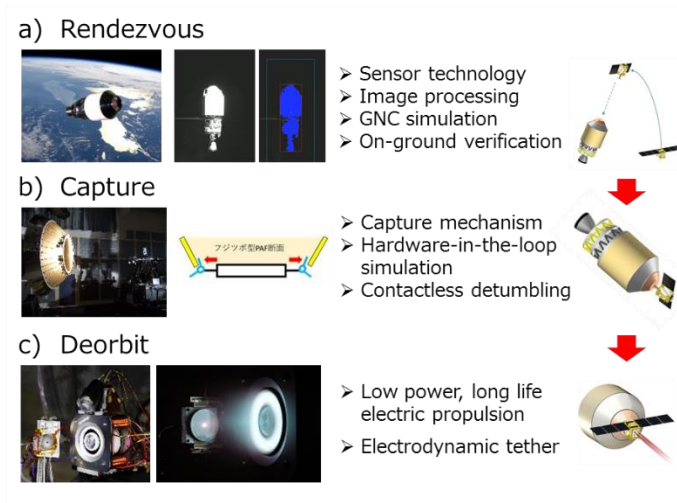 a) Rendezvous
➢ Sensor technology
➢ Image processing
➢ GNC simulation
➢ On-ground verification
b) Capture
フジツボ型PAF断面
➢ Capture mechanism
➢ Hardware-in-the-loop
simulation
➢ Contactless detumbling
c) Deorbit
➢ Low power, long life
electric propulsion
➢ Electrodynamic tether